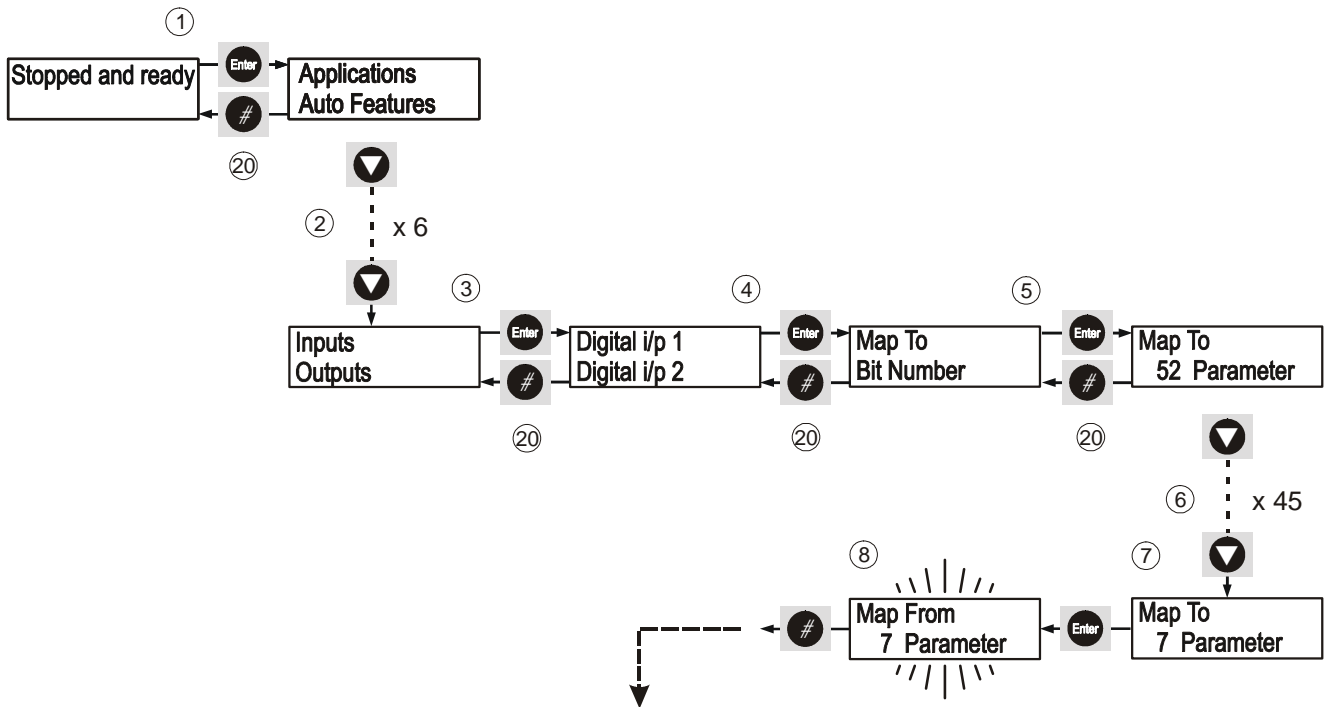 1
Stopped and ready
Enter
Applications
Auto Features
#
20
2
x 6
3
4
5
Inputs
Outputs
Enter
#
20
Digital i/p 1
Digital i/p 2
Enter
#
20
Map To
Bit Number
Enter
#
20
Map To
52 Parameter
6
x 45
8
7
#
Map From
7 Parameter
Enter
Map To
7 Parameter